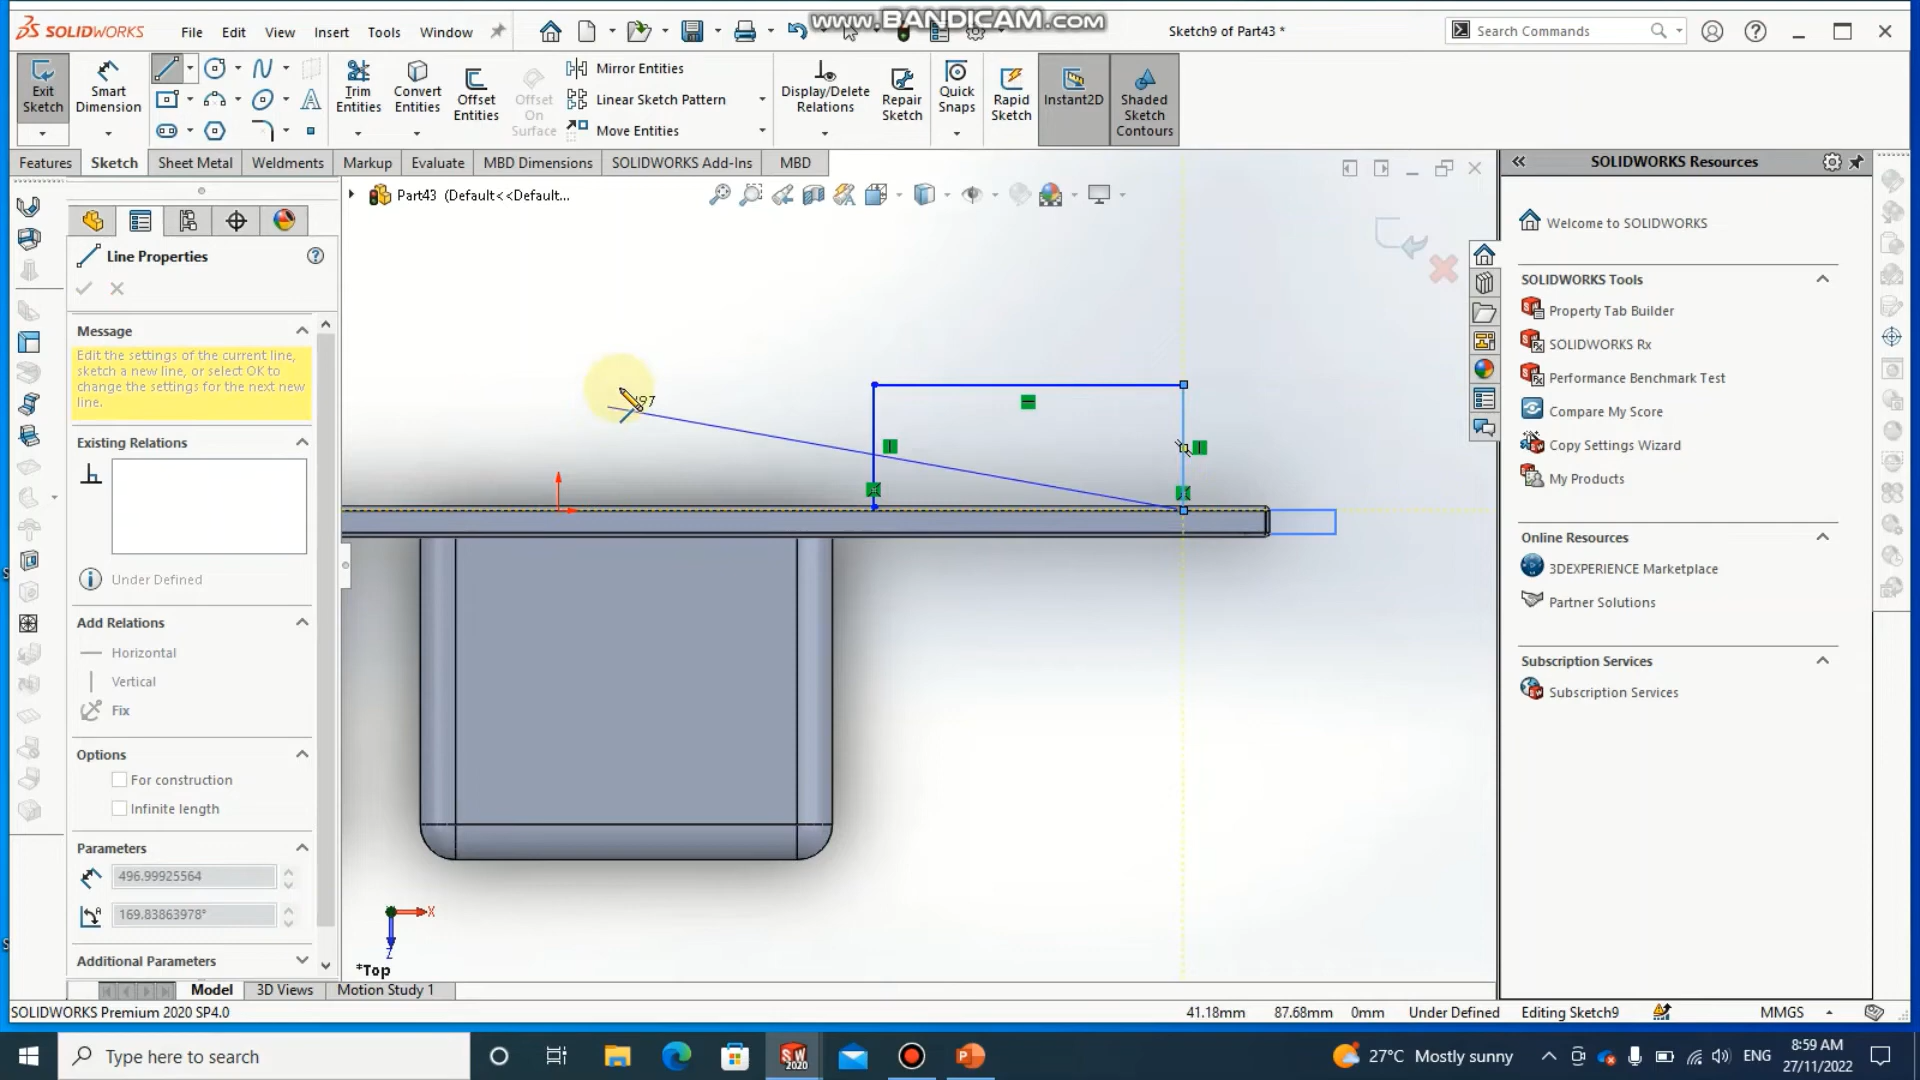 www.BANDICAM.com
SOLIDWORKS File Edit View Insert Tools Window Sketch9 of Part43 * Search Commands
Exit Sketch
Smart Dimension
Trim Entities
Convert Entities
Offset Entities
Offset On Surface
Mirror Entities
Linear Sketch Pattern
Move Entities
Display/Delete Relations
Repair Sketch
Quick Snaps
Rapid Sketch
Instant2D
Shaded Sketch Contours
Features Sketch Sheet Metal Weldments Markup Evaluate MBD Dimensions SOLIDWORKS Add-Ins MBD
Part43 (Default<<Default...
Line Properties
Message
Edit the settings of the current line, sketch a new line, or select OK to change the settings for the next new line.
Existing Relations
Under Defined
Add Relations
Horizontal
Vertical
Fix
Options
For construction
Infinite length
Parameters
496.99925564
169.83863978°
Additional Parameters
X
Z
*Top
SOLIDWORKS Resources
Welcome to SOLIDWORKS
SOLIDWORKS Tools
Property Tab Builder
SOLIDWORKS Rx
Performance Benchmark Test
Compare My Score
Copy Settings Wizard
My Products
Online Resources
3DEXPERIENCE Marketplace
Partner Solutions
Subscription Services
Subscription Services
Model 3D Views Motion Study 1
SOLIDWORKS Premium 2020 SP4.0 41.18mm 87.68mm 0mm Under Defined Editing Sketch9 MMGS
Type here to search
27°C Mostly sunny
ENG
8:59 AM
27/11/2022